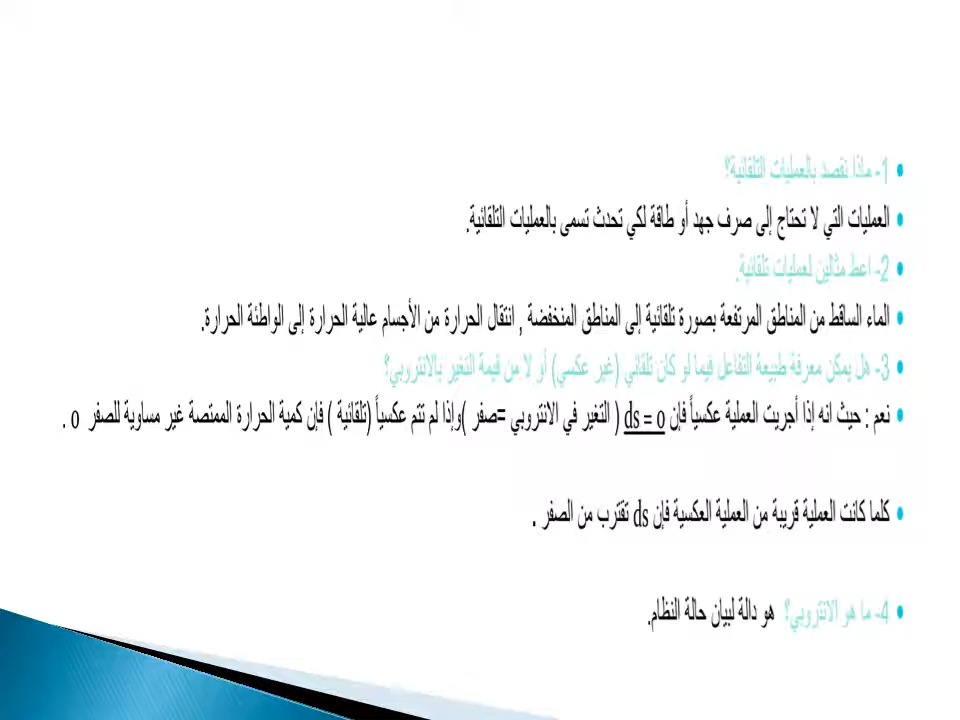 1- ماذا نقصد بالعمليات التلقائية؟
العمليات التي لا تحتاج إلى صرف جهد أو طاقة لكي تحدث تسمى بالعمليات التلقائية.
2- اعط مثالين لعمليات تلقائية.
الماء الساقط من المناطق المرتفعة بصورة تلقائية إلى المناطق المنخفضة , انتقال الحرارة من الأجسام عالية الحرارة إلى الواطئة الحرارة.
3- هل يمكن معرفة طبيعة التفاعل فيما لو كان تلقائي (غير عكسي) أو لا من قيمة التغير بالانتروبي؟
نعم : حيث انه إذا أجريت العملية عكسياً فإن ds = 0 ( التغير في الانتروبي =صفر )وإذا لم تتم عكسياً (تلقائية ) فإن كمية الحرارة الممتصة غير مساوية للصفر 0 .
كلما كانت العملية قريبة من العملية العكسية فإن ds تقترب من الصفر .
4- ما هو الانتروبي؟ هو دالة لبيان حالة النظام.